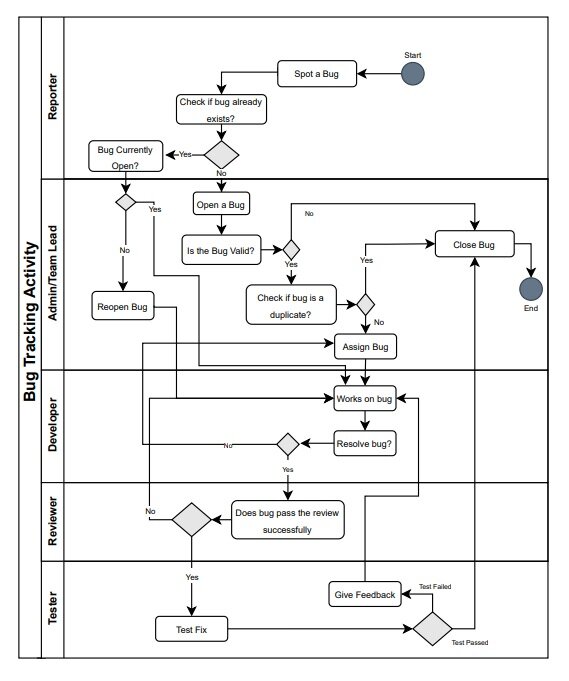 Bug Tracking Activity
Reporter
Start
Spot a Bug
Check if bug already
exists?
Bug Currently
Open?
Yes
No
Admin/Team Lead
Open a Bug
Yes
No
Is the Bug Valid?
No
Yes
Close Bug
Yes
No
Reopen Bug
Check if bug is a
duplicate?
No
End
Assign Bug
Developer
Works on bug
Resolve bug?
No
Yes
Reviewer
Does bug pass the review
successfully
No
Yes
Tester
Give Feedback
Test Failed
Test Fix
Test Passed